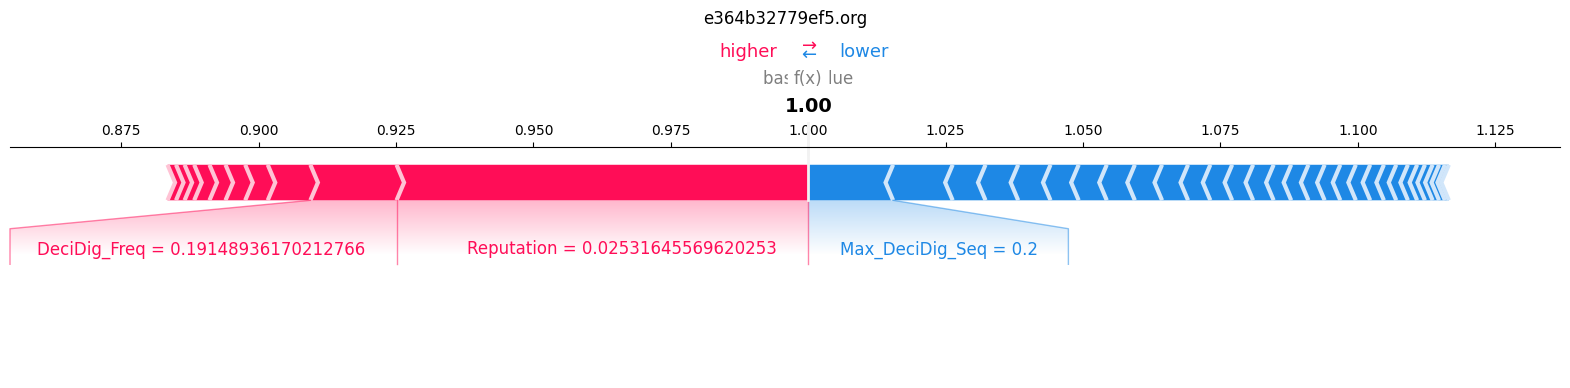 e364b32779ef5.org
higher ⇄ lower
f(x)
1.00
0.875 0.900 0.925 0.950 0.975 1.000 1.025 1.050 1.075 1.100 1.125
DeciDig_Freq = 0.19148936170212766 Reputation = 0.02531645569620253 Max_DeciDig_Seq = 0.2